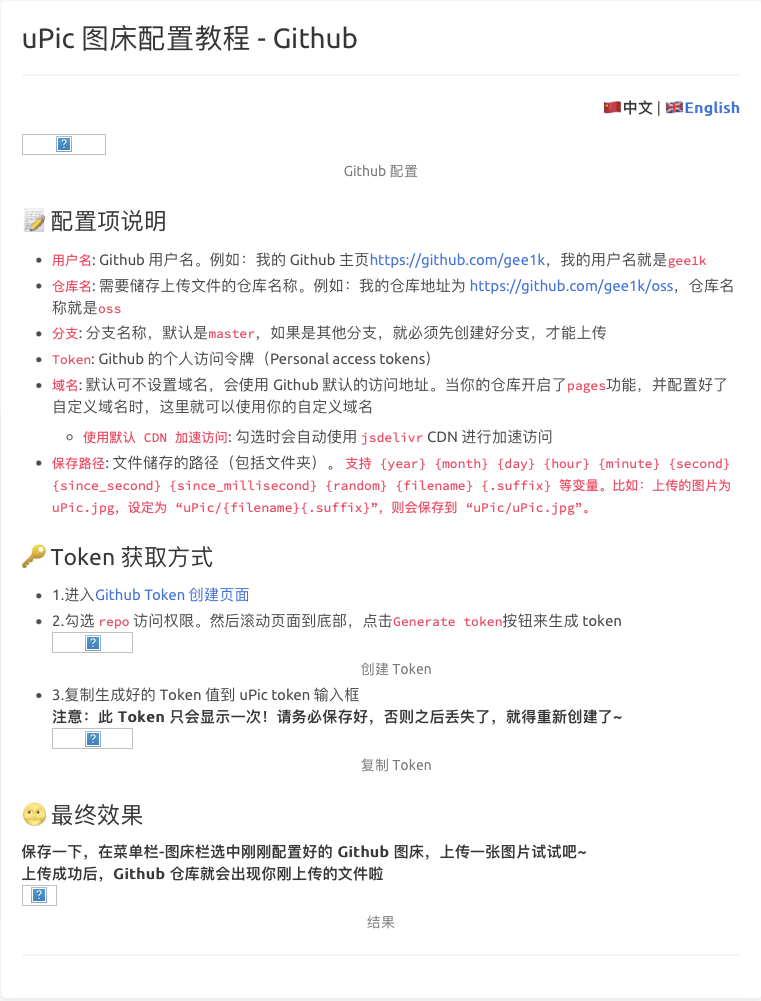 uPic 图床配置教程 - Github
🇨🇳中文 | 🇬🇧English
Github 配置
📝 配置项说明
用户名: Github 用户名。例如：我的 Github 主页https://github.com/gee1k，我的用户名就是gee1k
仓库名: 需要储存上传文件的仓库名称。例如：我的仓库地址为 https://github.com/gee1k/oss，仓库名
称就是oss
分支: 分支名称，默认是master，如果是其他分支，就必须先创建好分支，才能上传
Token: Github 的个人访问令牌（Personal access tokens）
域名: 默认可不设置域名，会使用 Github 默认的访问地址。当你的仓库开启了pages功能，并配置好了
自定义域名时，这里就可以使用你的自定义域名
使用默认 CDN 加速访问: 勾选时会自动使用 jsdelivr CDN 进行加速访问
保存路径: 文件储存的路径（包括文件夹）。 支持 {year} {month} {day} {hour} {minute} {second}
{since_second} {since_millisecond} {random} {filename} {.suffix} 等变量。比如：上传的图片为
uPic.jpg，设定为 “uPic/{filename}{.suffix}”，则会保存到 “uPic/uPic.jpg”。
🔑 Token 获取方式
1.进入Github Token 创建页面
2.勾选 repo 访问权限。然后滚动页面到底部，点击Generate token按钮来生成 token
创建 Token
3.复制生成好的 Token 值到 uPic token 输入框
注意：此 Token 只会显示一次！请务必保存好，否则之后丢失了，就得重新创建了~
复制 Token
🌝 最终效果
保存一下，在菜单栏-图床栏选中刚刚配置好的 Github 图床，上传一张图片试试吧~
上传成功后，Github 仓库就会出现你刚上传的文件啦
结果